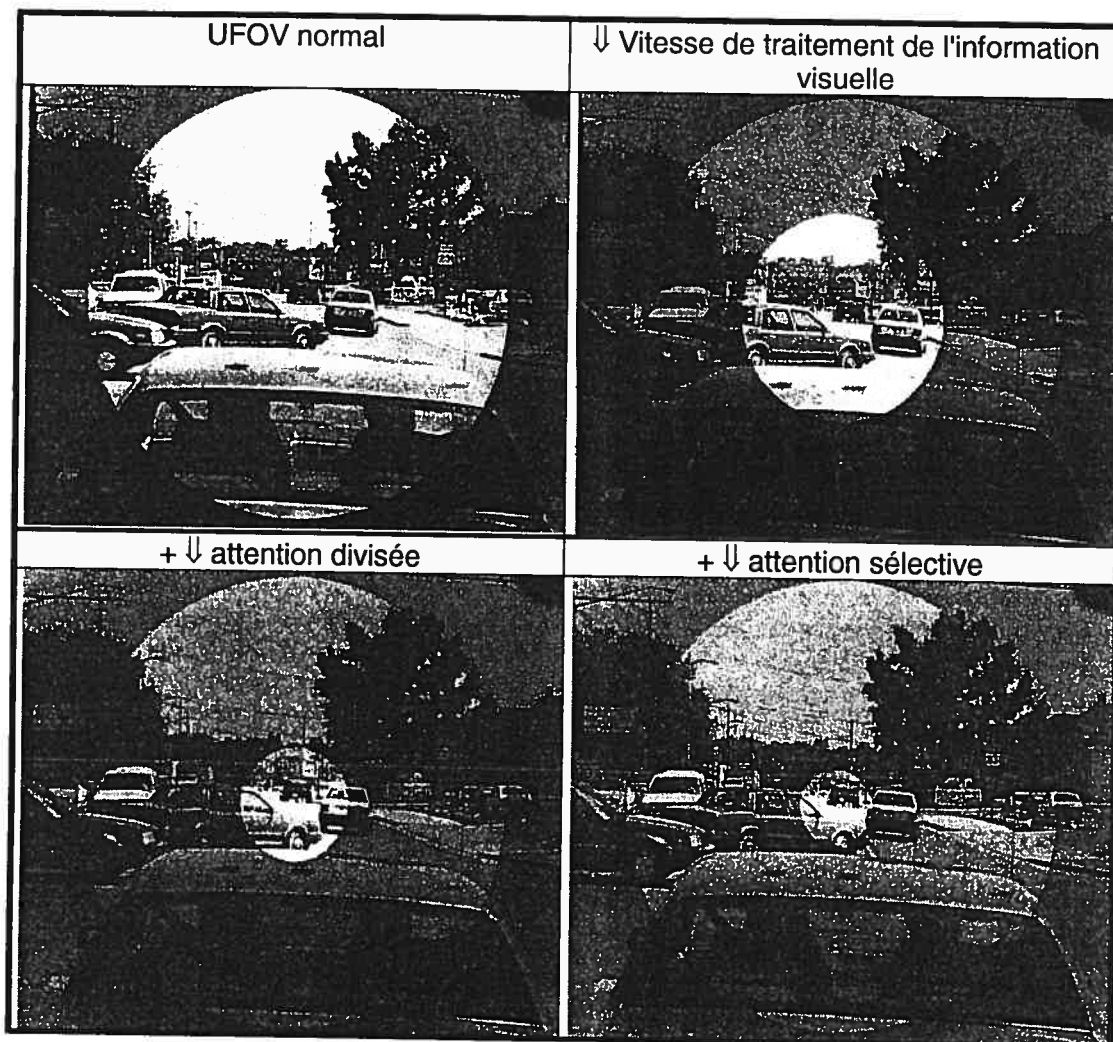 UFOV normal
⇓ Vitesse de traitement de l'information
visuelle
+ ⇓ attention divisée
+ ⇓ attention sélective